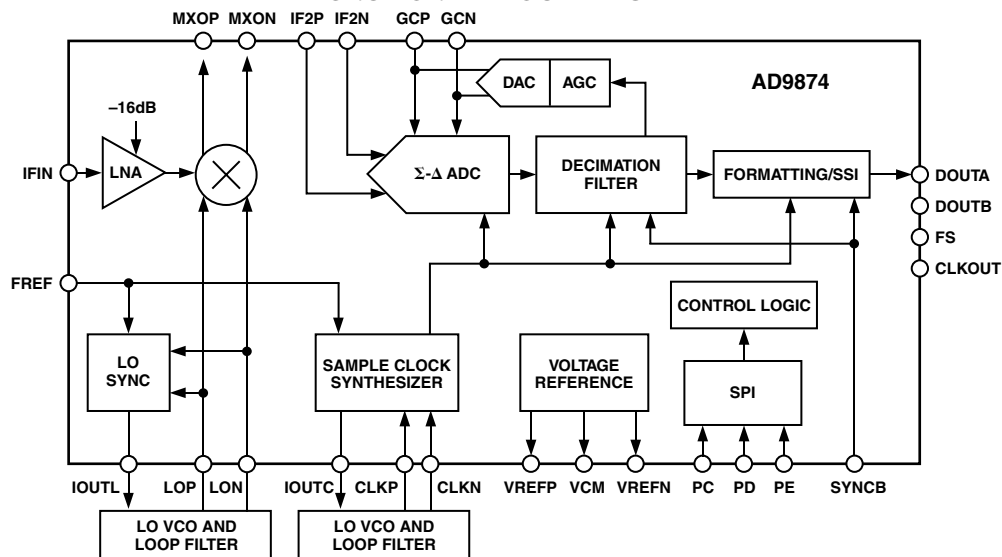 MXOP MXON IF2P IF2N GCP GCN
DAC AGC
AD9874
–16dB
IFIN
LNA
Σ-Δ ADC
DECIMATION
FILTER
FORMATTING/SSI
DOUTA
DOUTB
FS
CLKOUT
FREF
CONTROL LOGIC
LO
SYNC
SAMPLE CLOCK
SYNTHESIZER
VOLTAGE
REFERENCE
SPI
IOUTL LOP LON IOUTC CLKP CLKN VREFP VCM VREFN PC PD PE SYNCB
LO VCO AND
LOOP FILTER
LO VCO AND
LOOP FILTER